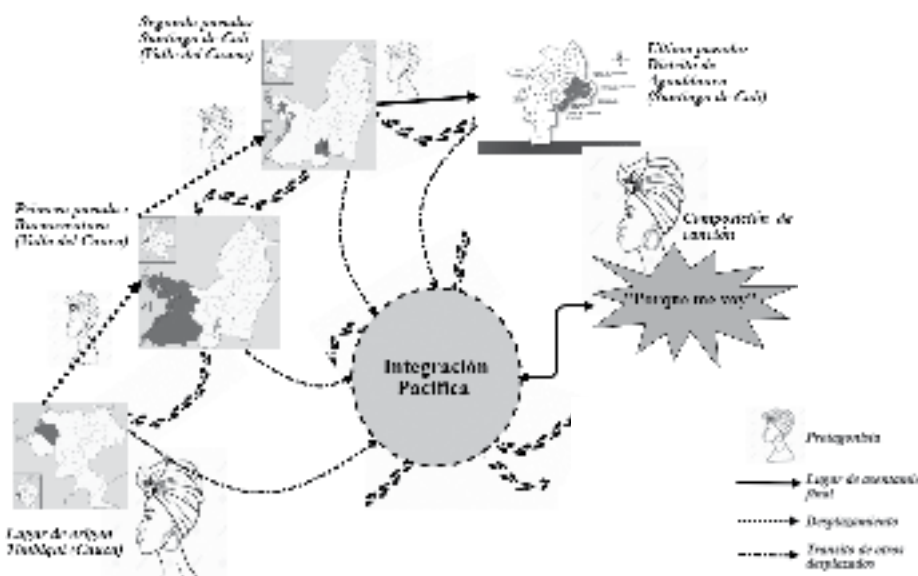 Segunda parada:
Santiago de Cali
(Valle del Cauca)
Última parada:
Distrito de
Aguablanca
(Santiago de Cali)
Primera parada:
Buenaventura
(Valle del Cauca)
Composición de
canción
"Porque me voy"
Integración
Pacífica
Lugar de origen
Timbiquí (Cauca)
Protagonista
Lugar de asentamie
final
Desplazamiento
Tránsito de otros
desplazados